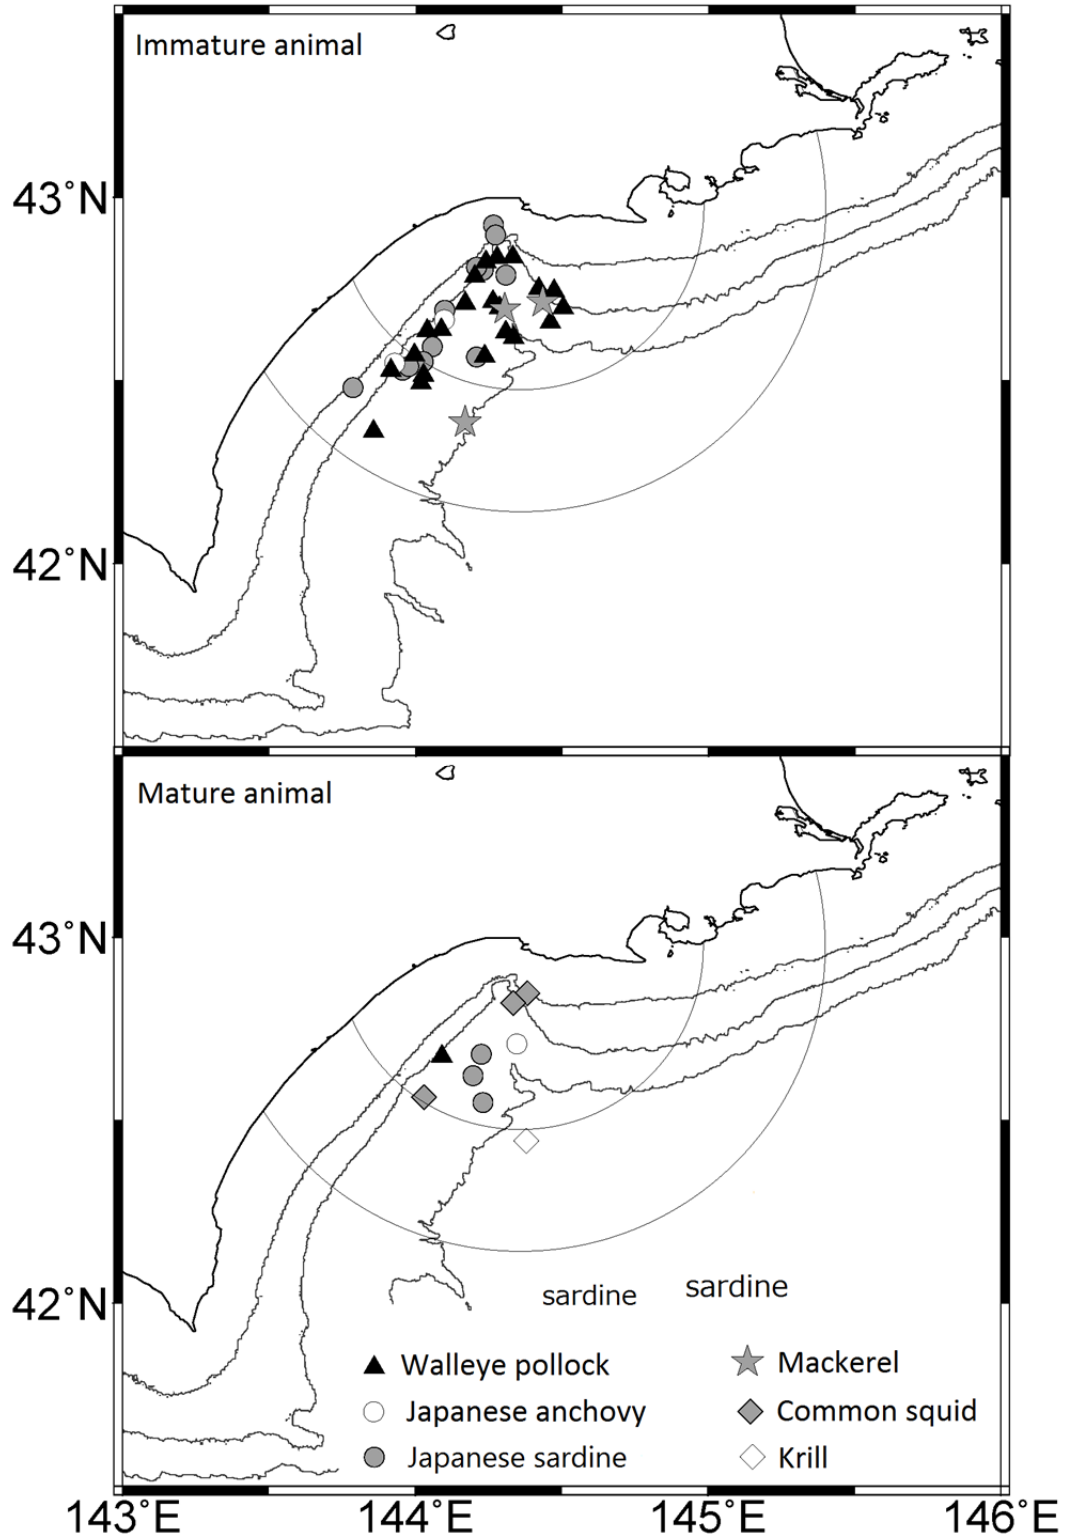 Immature animal
43°N
42°N
Mature animal
43°N
42°N
sardine
sardine
Walleye pollock
Mackerel
Japanese anchovy
Common squid
Japanese sardine
Krill
143°E
144°E
145°E
146°E